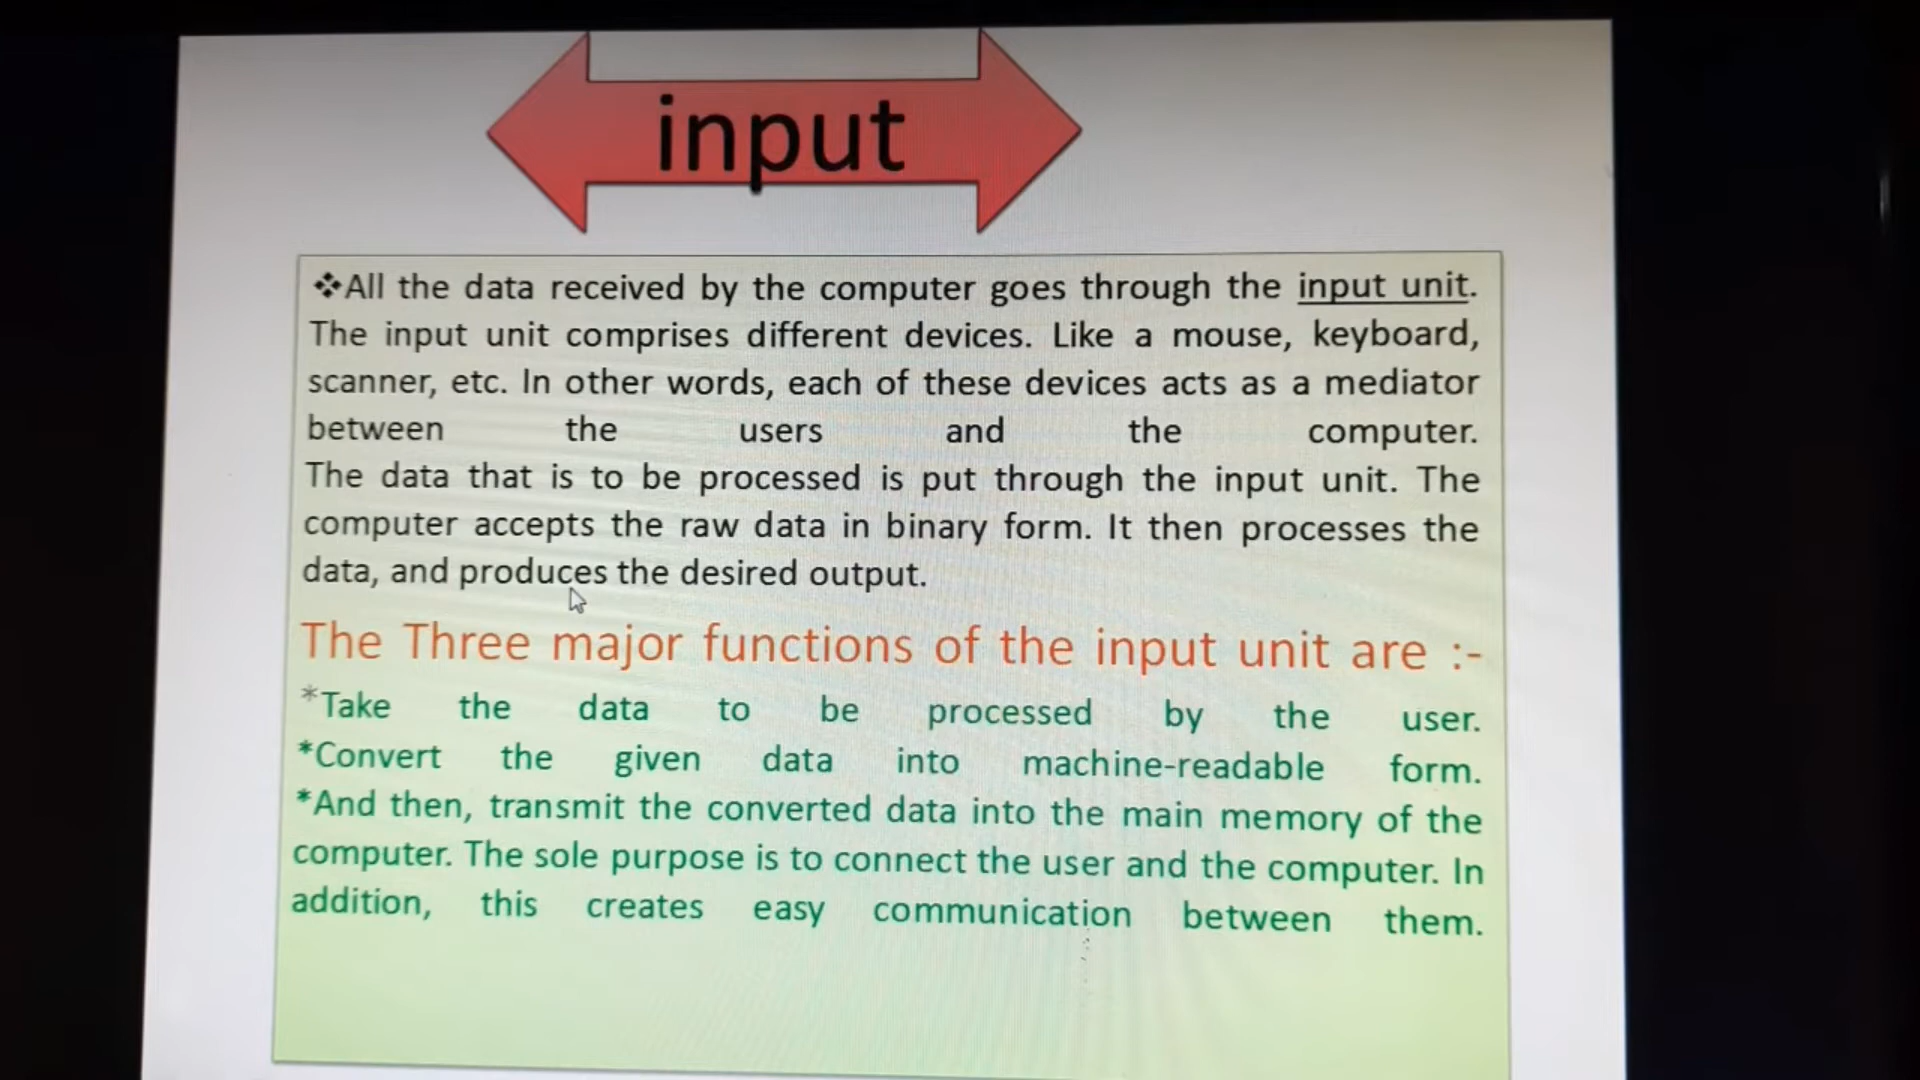 input
❖All the data received by the computer goes through the input unit.
The input unit comprises different devices. Like a mouse, keyboard,
scanner, etc. In other words, each of these devices acts as a mediator
between the users and the computer.
The data that is to be processed is put through the input unit. The
computer accepts the raw data in binary form. It then processes the
data, and produces the desired output.
The Three major functions of the input unit are :-
*Take the data to be processed by the user.
*Convert the given data into machine-readable form.
*And then, transmit the converted data into the main memory of the
computer. The sole purpose is to connect the user and the computer. In
addition, this creates easy communication between them.